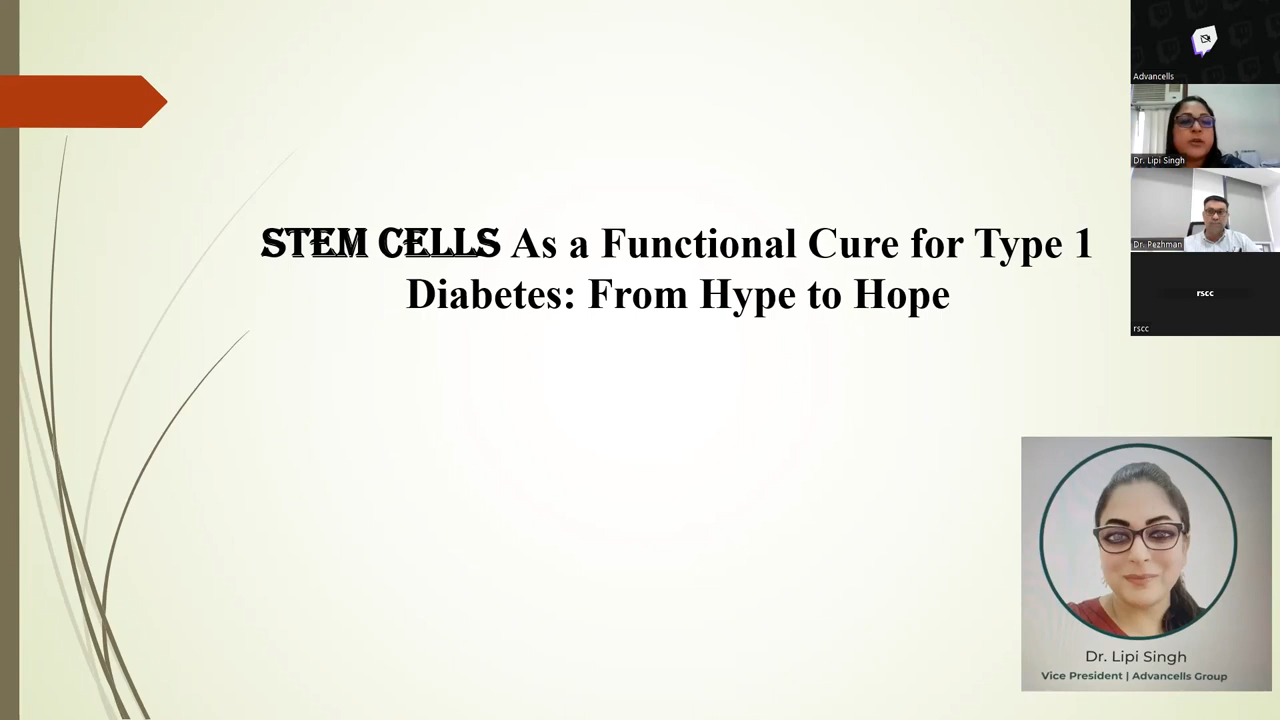 STEM CELLS As a Functional Cure for Type 1
Diabetes: From Hype to Hope
Advancells
Dr. Lipi Singh
Dr. Pezhman
rscc
rscc
Dr. Lipi Singh
Vice President | Advancells Group